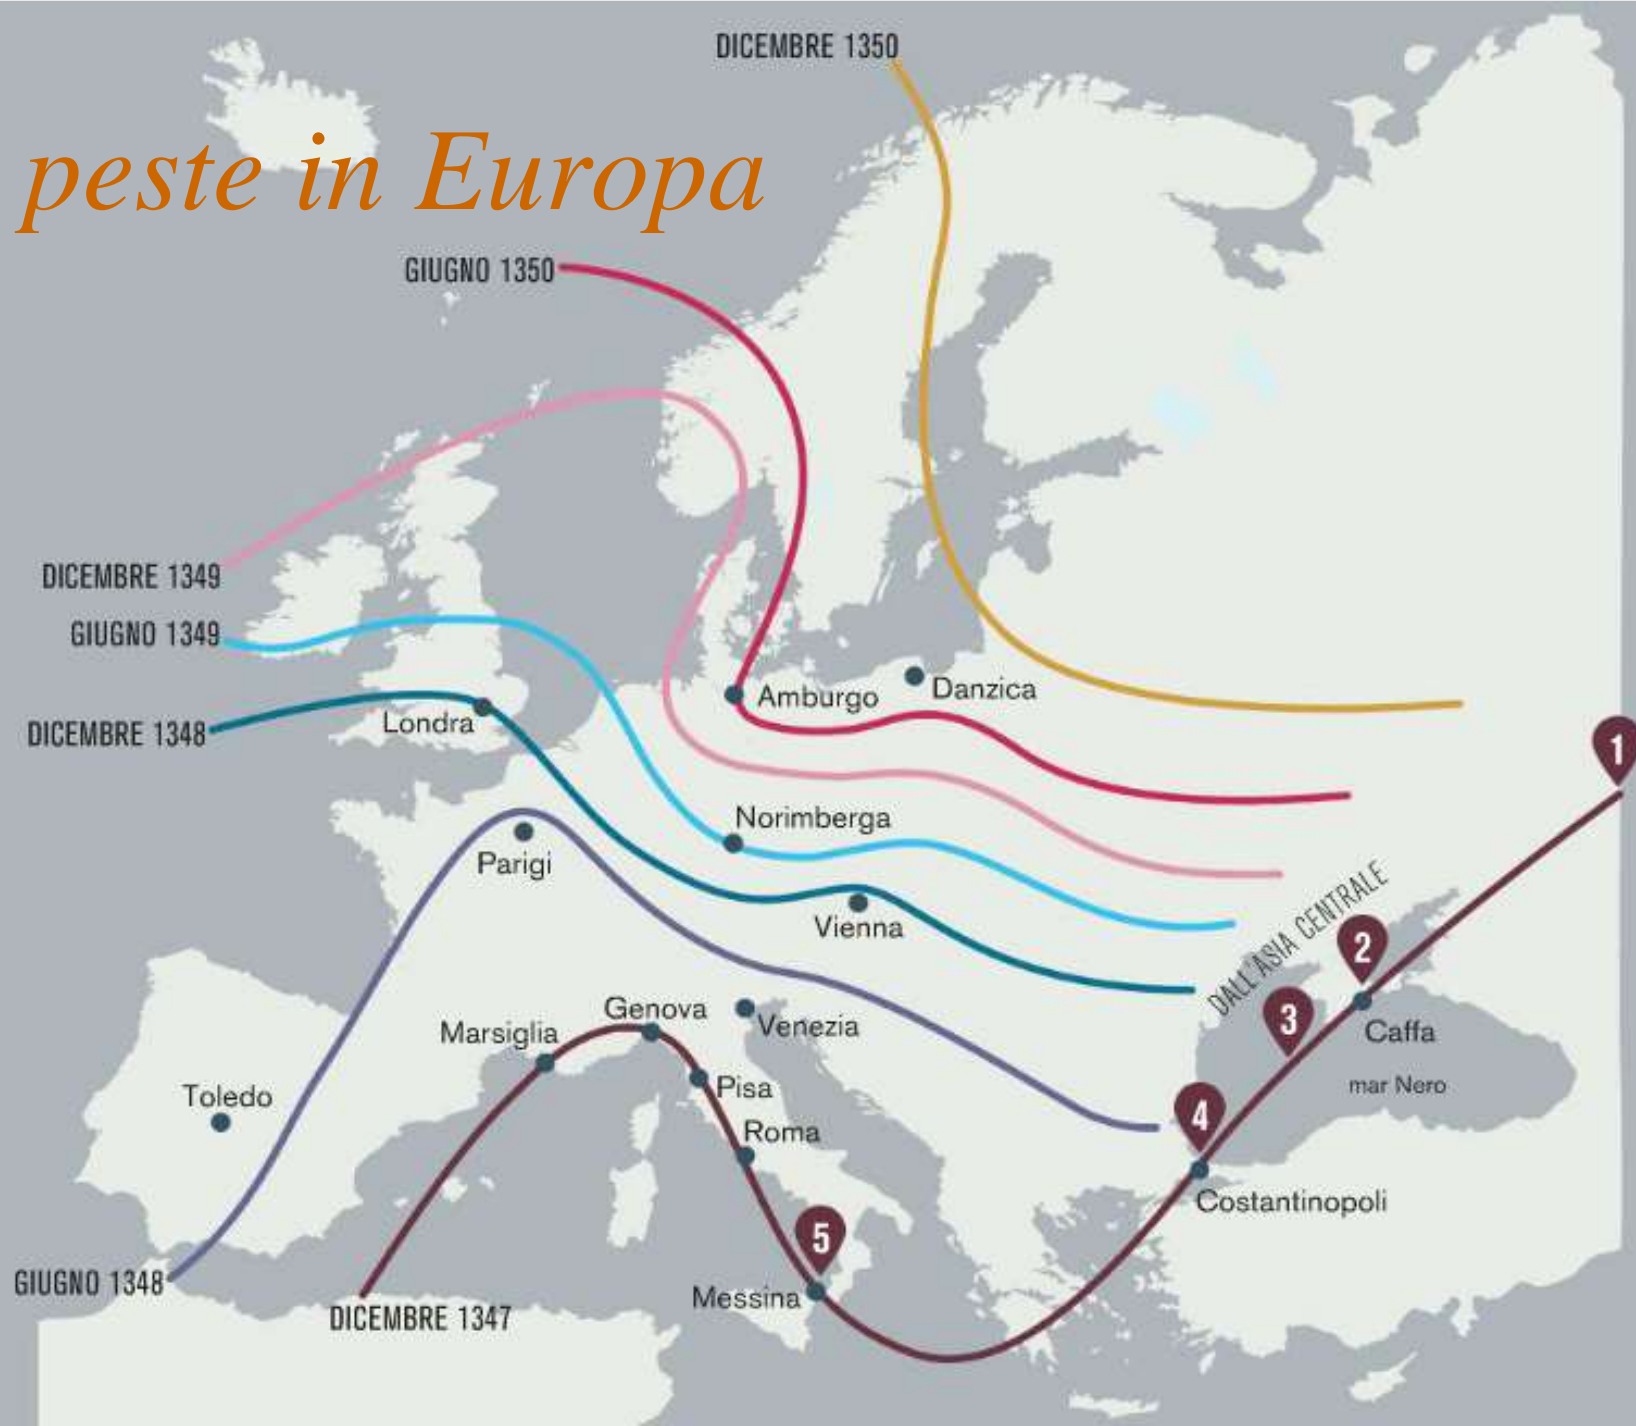 DICEMBRE 1350
peste in Europa
GIUGNO 1350
DICEMBRE 1349
GIUGNO 1349
DICEMBRE 1348
Londra
Amburgo
Danzica
1
Norimberga
Parigi
Vienna
DALL'ASIA CENTRALE
2
3
Caffa
mar Nero
Genova
Venezia
Marsiglia
Pisa
Toledo
Roma
4
Costantinopoli
5
Messina
GIUGNO 1348
DICEMBRE 1347